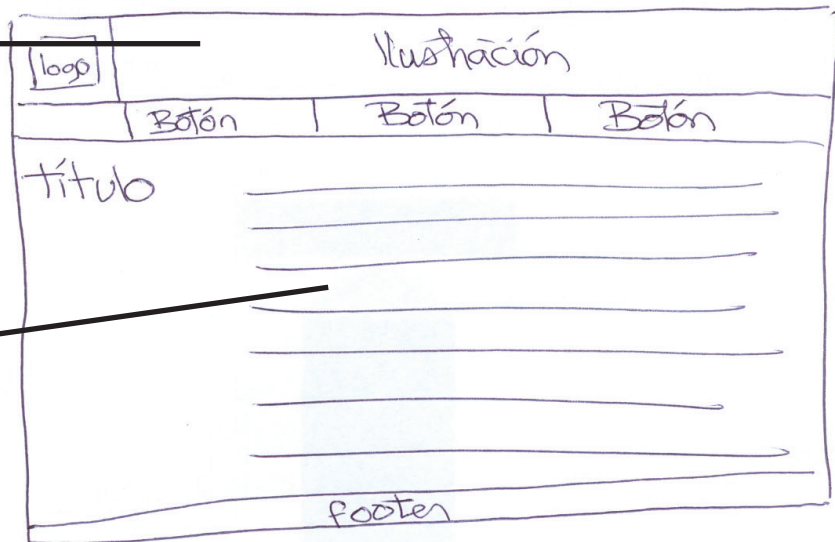 logo
Ilustración
Botón Botón Botón
título
footer